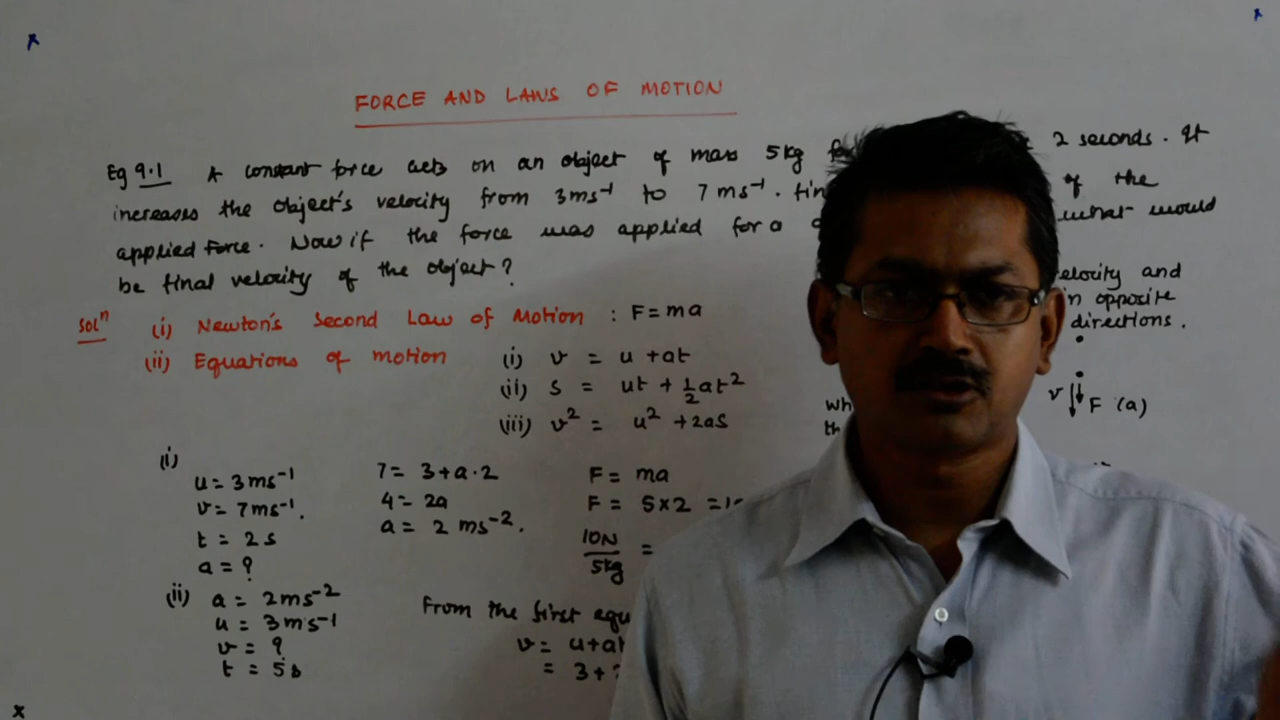 FORCE AND LAWS OF MOTION
Eg 9.1 A constant force acts on an object of mass 5kg 2 seconds. It
increases the object's velocity from 3ms⁻¹ to 7ms⁻¹. of the
applied force. Now if the force was applied for a what would
be final velocity of the object?
elocity and
in opposite
directions.
Solⁿ (i) Newton's Second Law of Motion : F=ma
(ii) Equations of motion (i) v = u + at
(ii) s = ut + 1/2 at²
(iii) v² = u² + 2as
v F (a)
(i)
u = 3ms⁻¹ 7 = 3+a·2 F = ma
v = 7ms⁻¹. 4 = 2a F = 5x2 =
t = 2s a = 2 ms⁻².
a = ? 10N/5kg =
(ii) a = 2ms⁻² From the first equ
u = 3ms⁻¹
v = ? v = u+at
t = 5s = 3+